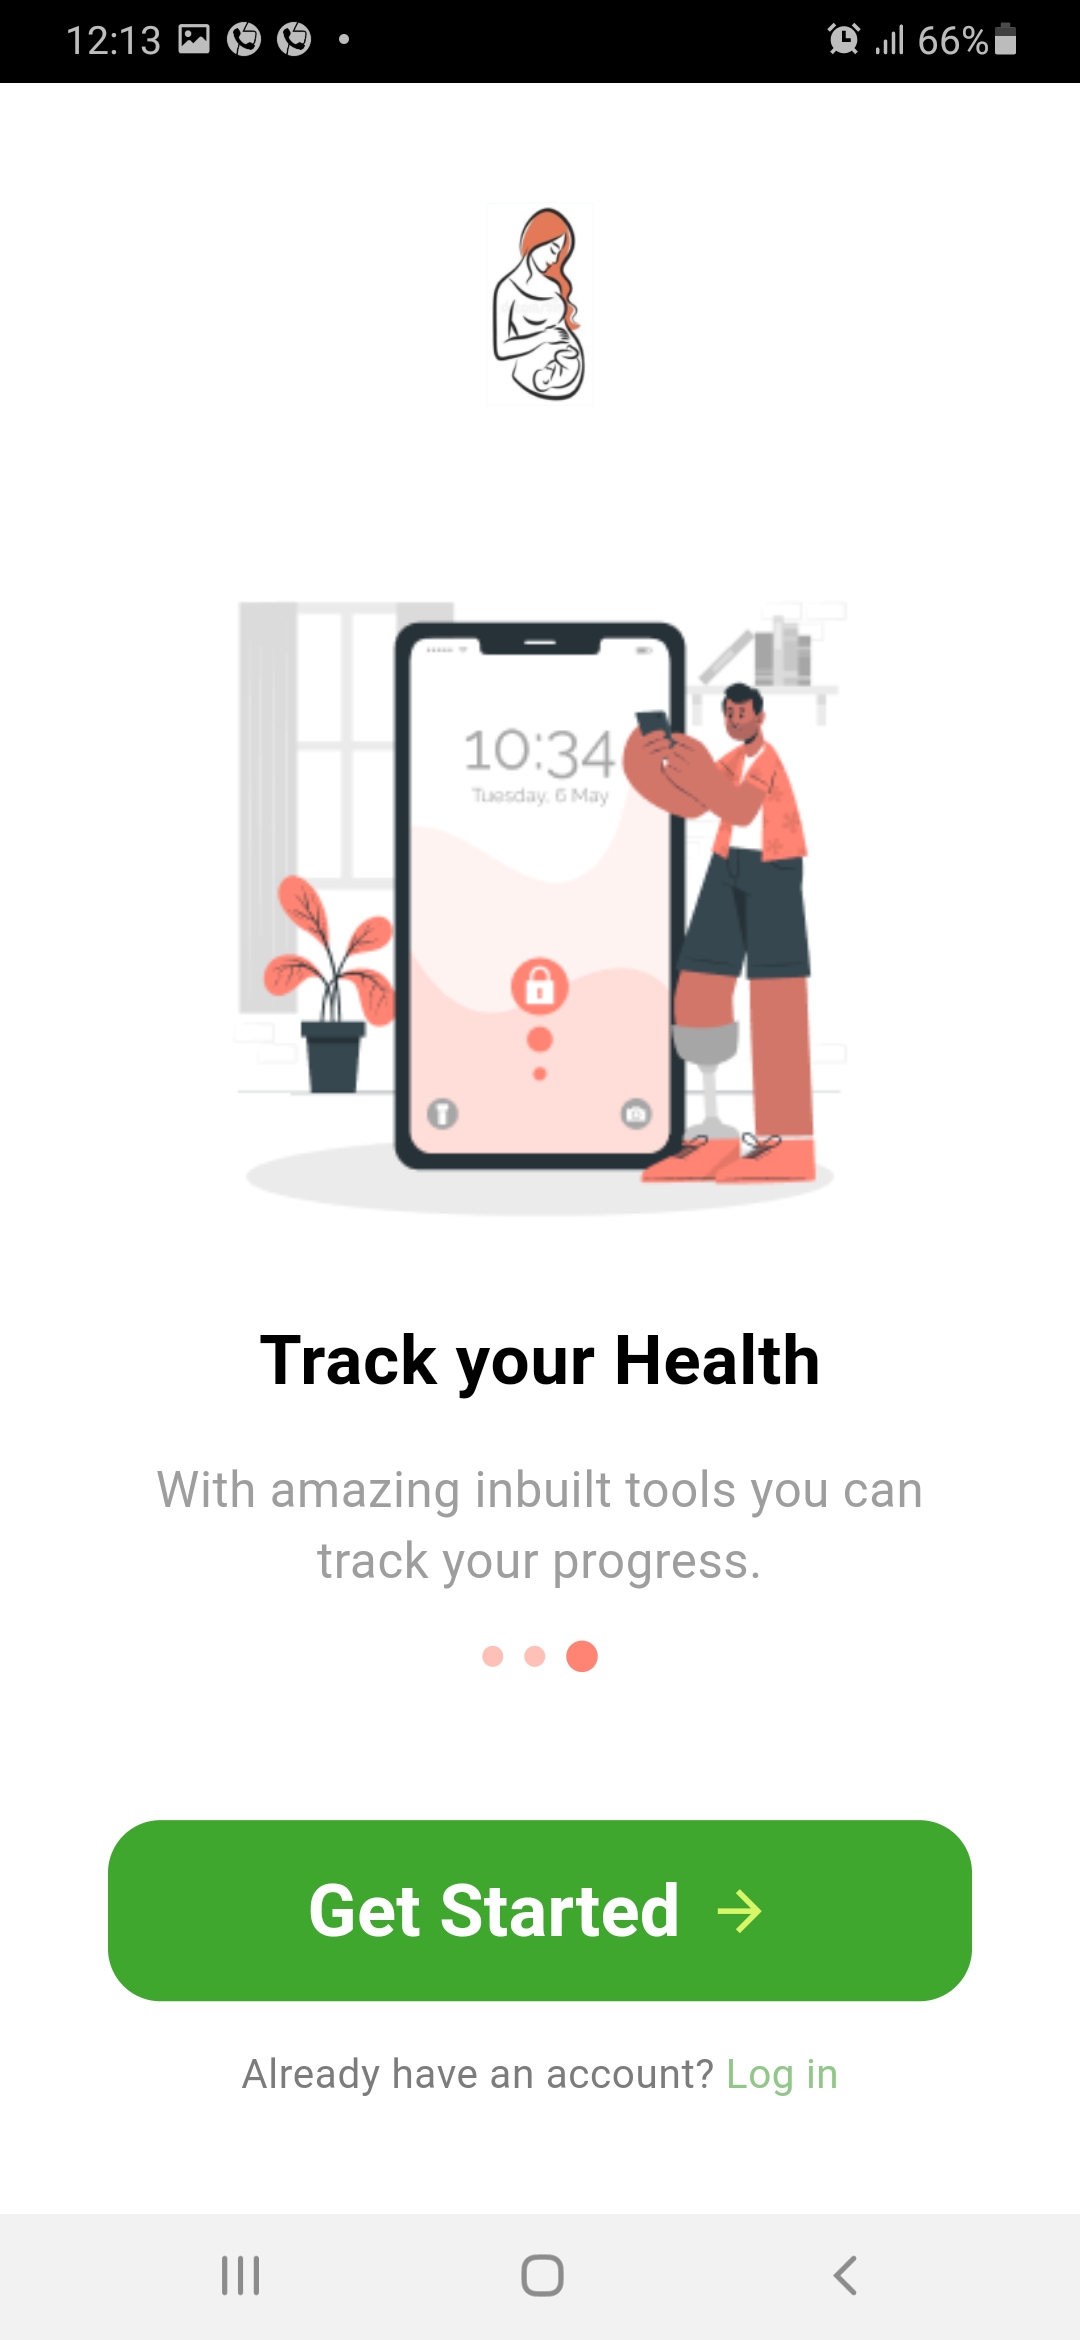 12:13
66%
10:34
Tuesday, 6 May
Track your Health
With amazing inbuilt tools you can
track your progress.
Get Started →
Already have an account? Log in